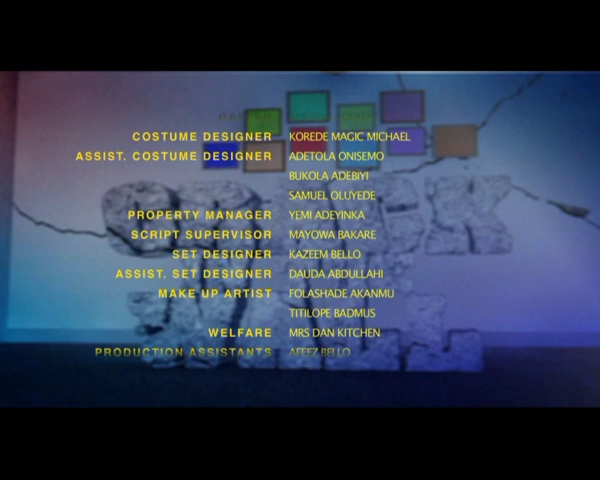 COSTUME DESIGNER KOREDE MAGIC MICHAEL
ASSIST. COSTUME DESIGNER ADETOLA ONISEMO
BUKOLA ADEBIYI
SAMUEL OLUYEDE
PROPERTY MANAGER YEMI ADEYINKA
SCRIPT SUPERVISOR MAYOWA BAKARE
SET DESIGNER KAZEEM BELLO
ASSIST. SET DESIGNER DAUDA ABDULLAHI
MAKE UP ARTIST FOLASHADE AKANMU
TITILOPE BADMUS
WELFARE MRS DAN KITCHEN
PRODUCTION ASSISTANTS AFEEZ BELLO